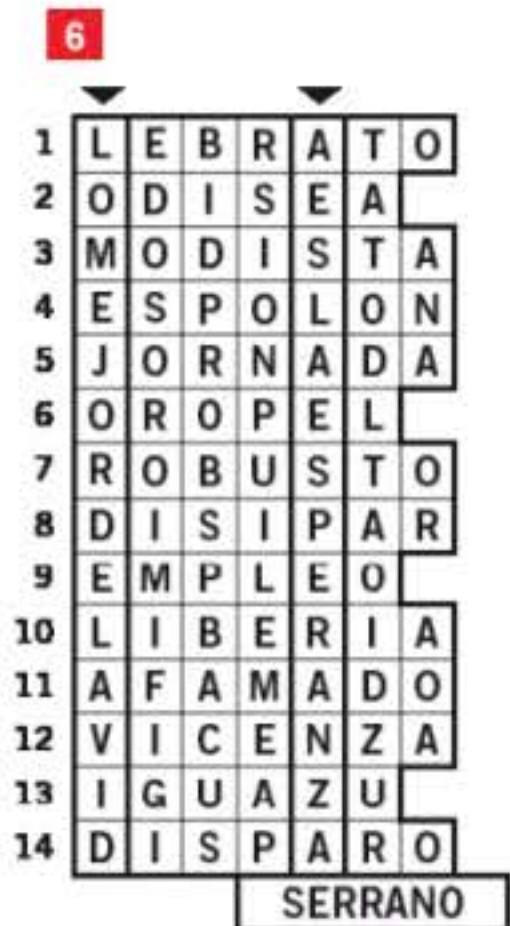 6
1 LEBRATO
2 ODISEA
3 MODISTA
4 ESPOLON
5 JORNADA
6 OROPEL
7 ROBUSTO
8 DISIPAR
9 EMPLEO
10 LIBERIA
11 AFAMADO
12 VICENZA
13 IGUAZU
14 DISPARO
SERRANO